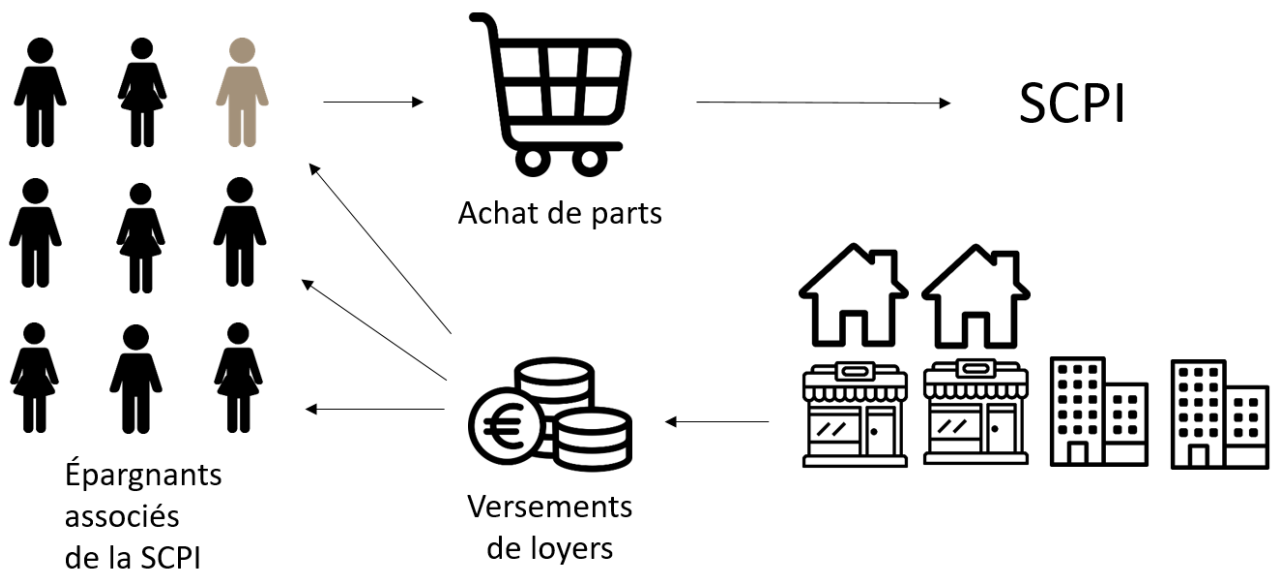 SCPI
Achat de parts
Épargnants
associés
de la SCPI
Versements
de loyers